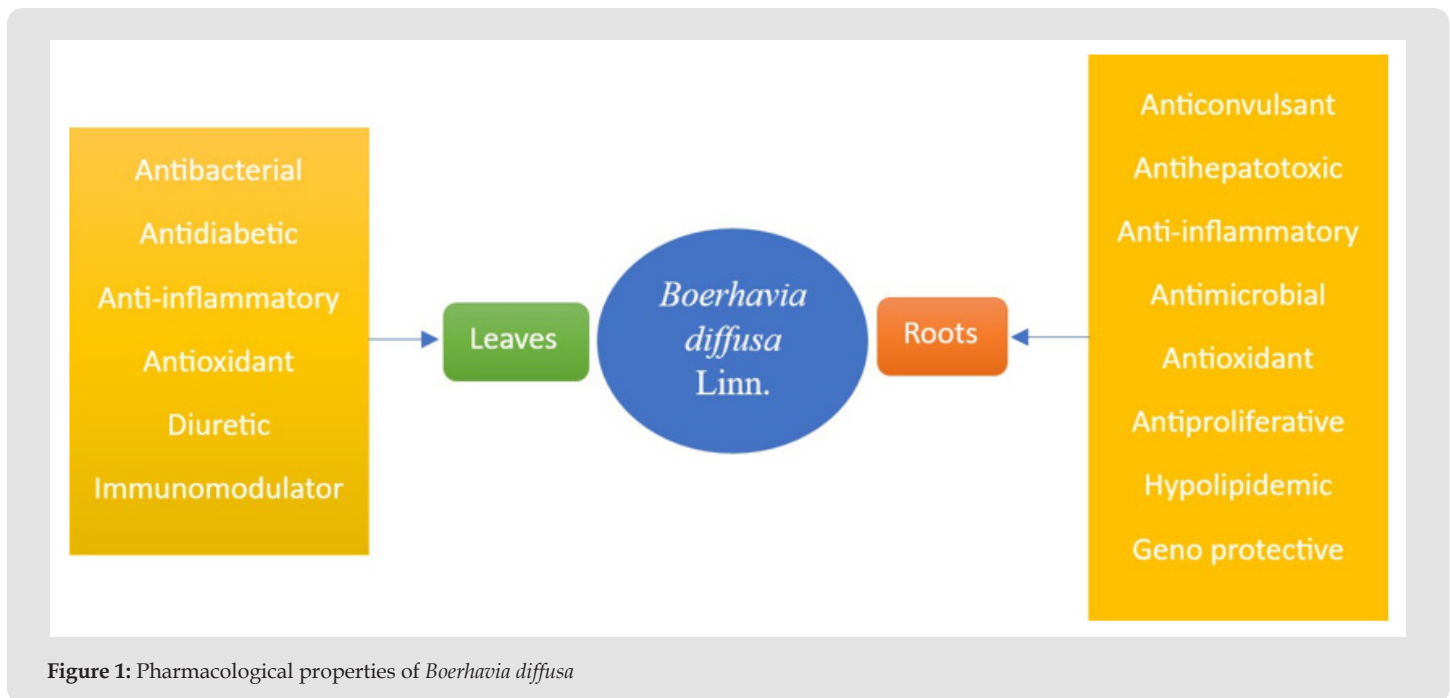 Antibacterial
Antidiabetic
Anti-inflammatory
Antioxidant
Diuretic
Immunomodulator
Leaves
Boerhavia
diffusa
Linn.
Roots
Anticonvulsant
Antihepatotoxic
Anti-inflammatory
Antimicrobial
Antioxidant
Antiproliferative
Hypolipidemic
Geno protective
Figure 1: Pharmacological properties of Boerhavia diffusa